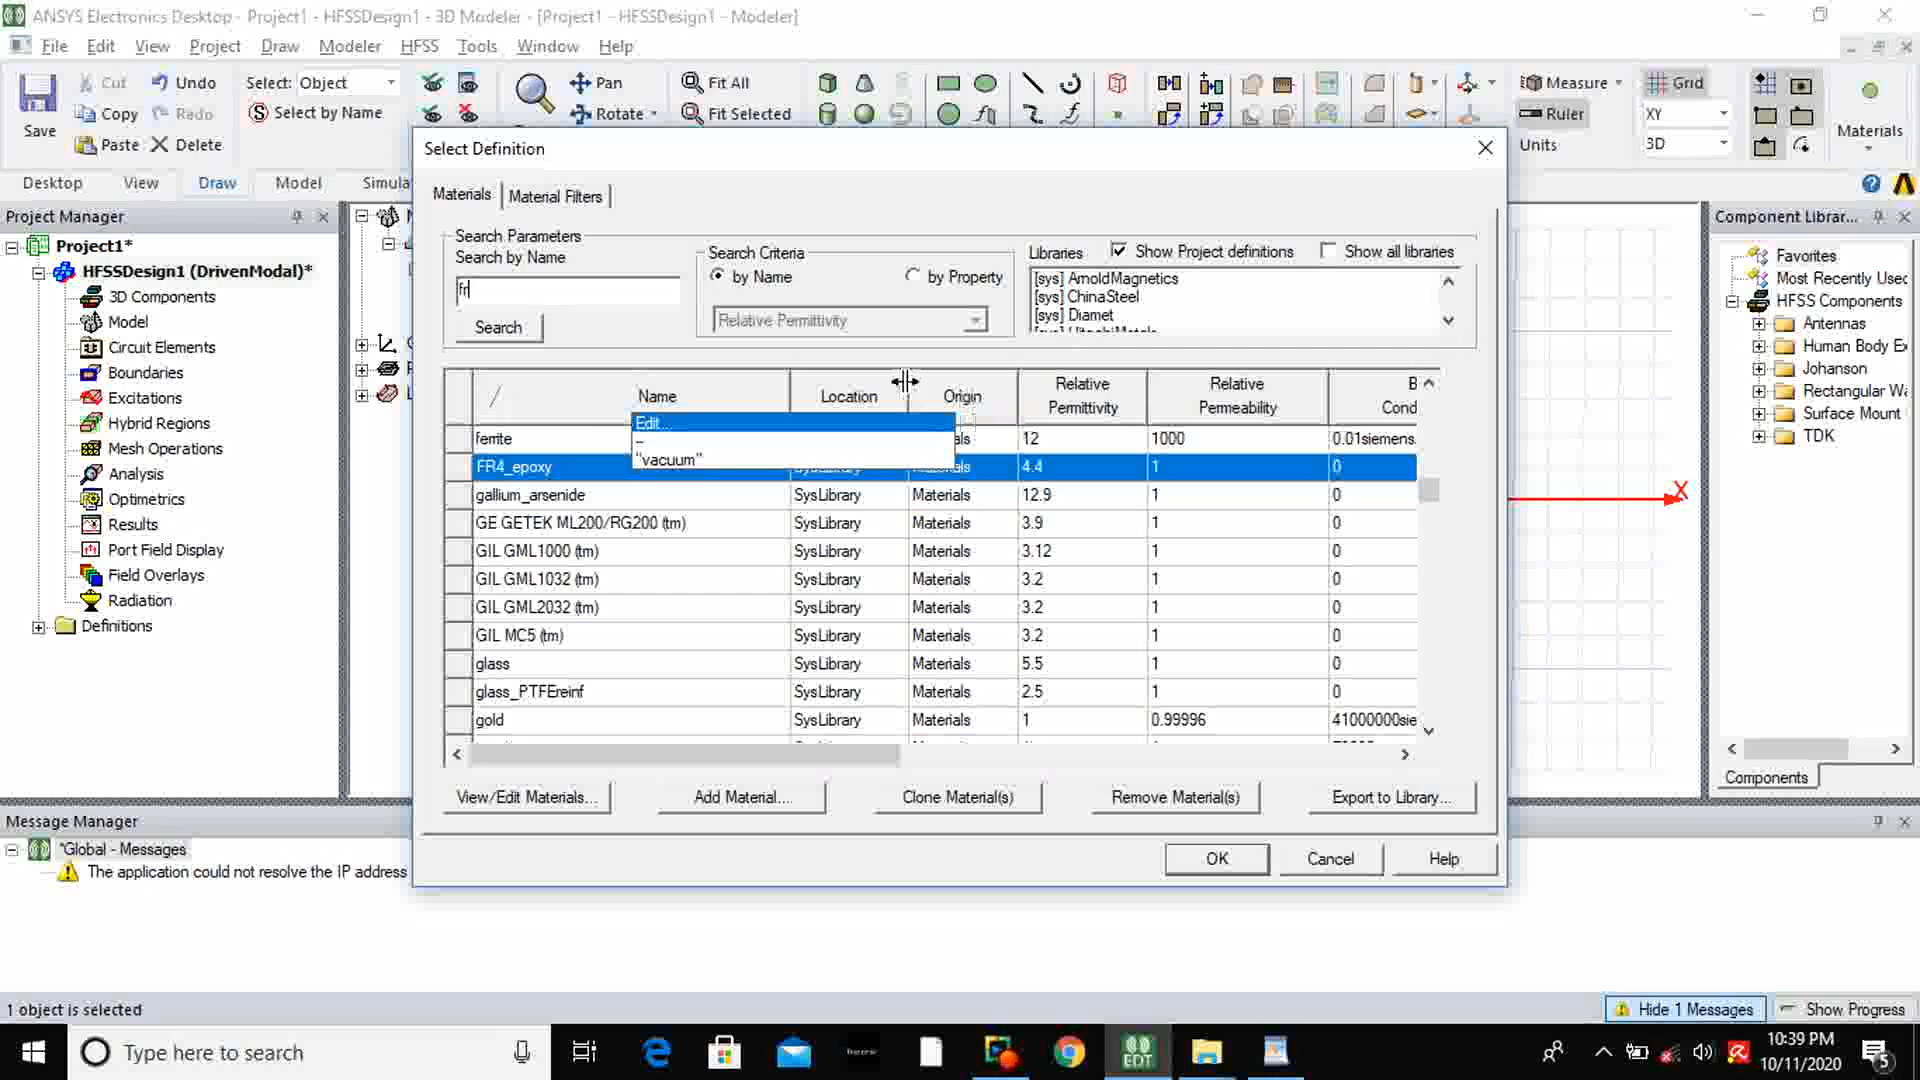 ANSYS Electronics Desktop - Project1 - HFSSDesign1 - 3D Modeler - [Project1 - HFSSDesign1 - Modeler]
File Edit View Project Draw Modeler HFSS Tools Window Help
Save
Cut
Copy
Paste
Undo
Redo
Delete
Select: Object
Select by Name
Pan
Rotate
Fit All
Fit Selected
Measure
Ruler
Units
Grid
XY
3D
Materials
Desktop View Draw Model
Project Manager
Project1*
HFSSDesign1 (DrivenModal)*
3D Components
Model
Circuit Elements
Boundaries
Excitations
Hybrid Regions
Mesh Operations
Analysis
Optimetrics
Results
Port Field Display
Field Overlays
Radiation
Definitions
Select Definition
Materials Material Filters
Search Parameters
Search by Name
fr
Search
Search Criteria
by Name by Property
Relative Permittivity
Libraries Show Project definitions Show all libraries
[sys] ArnoldMagnetics
[sys] ChinaSteel
[sys] Diamet
Name Location Origin Relative Permittivity Relative Permeability
Edit...
"vacuum"
ferrite 12 1000 0.01siemens
FR4_epoxy 4.4 1 0
gallium_arsenide SysLibrary Materials 12.9 1 0
GE GETEK ML200/RG200 (tm) SysLibrary Materials 3.9 1 0
GIL GML1000 (tm) SysLibrary Materials 3.12 1 0
GIL GML1032 (tm) SysLibrary Materials 3.2 1 0
GIL GML2032 (tm) SysLibrary Materials 3.2 1 0
GIL MC5 (tm) SysLibrary Materials 3.2 1 0
glass SysLibrary Materials 5.5 1 0
glass_PTFEreinf SysLibrary Materials 2.5 1 0
gold SysLibrary Materials 1 0.99996 41000000sie
View/Edit Materials... Add Material... Clone Material(s) Remove Material(s) Export to Library...
OK Cancel Help
X
Component Librar...
Favorites
Most Recently Used
HFSS Components
Antennas
Human Body
Johanson
Rectangular
Surface Mount
TDK
Components
Message Manager
*Global - Messages
The application could not resolve the IP address
1 object is selected
Hide 1 Messages Show Progress
Type here to search
EDT
10:39 PM
10/11/2020
5